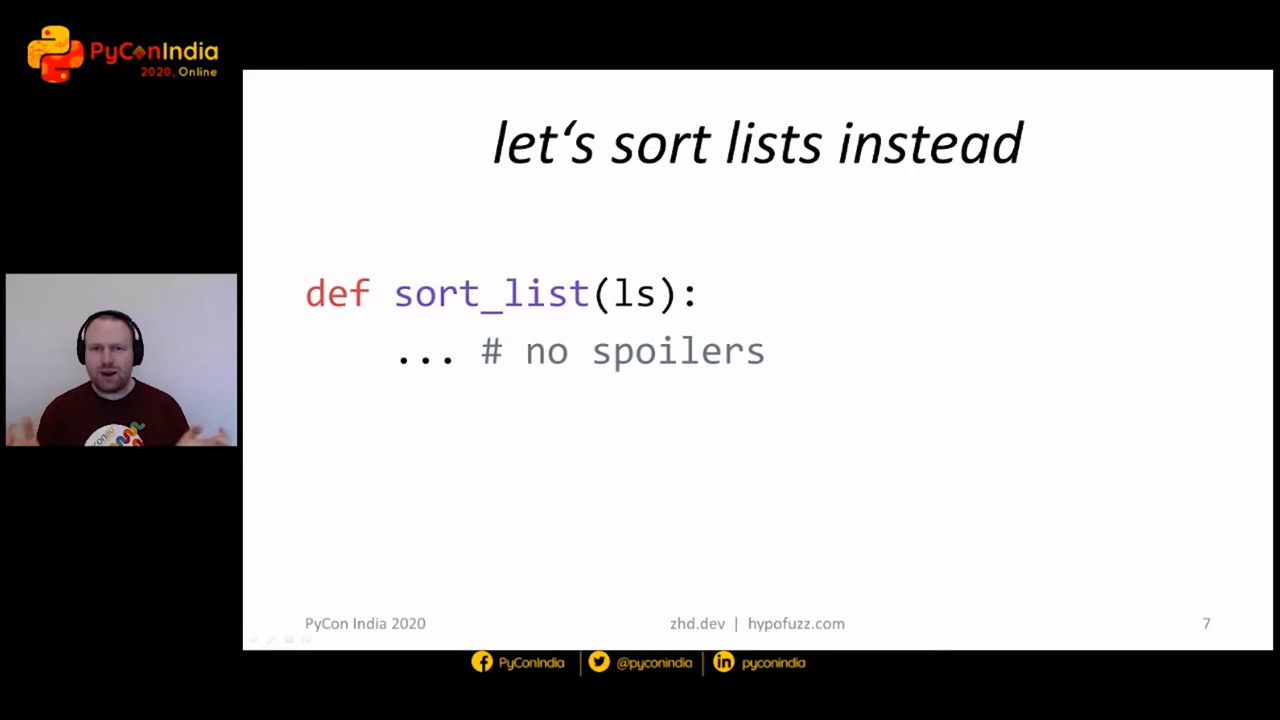 PyConIndia
2020, Online
let‘s sort lists instead
def sort_list(ls):
... # no spoilers
PyCon India 2020
zhd.dev | hypofuzz.com
7
PyConIndia
@pyconindia
pyconindia